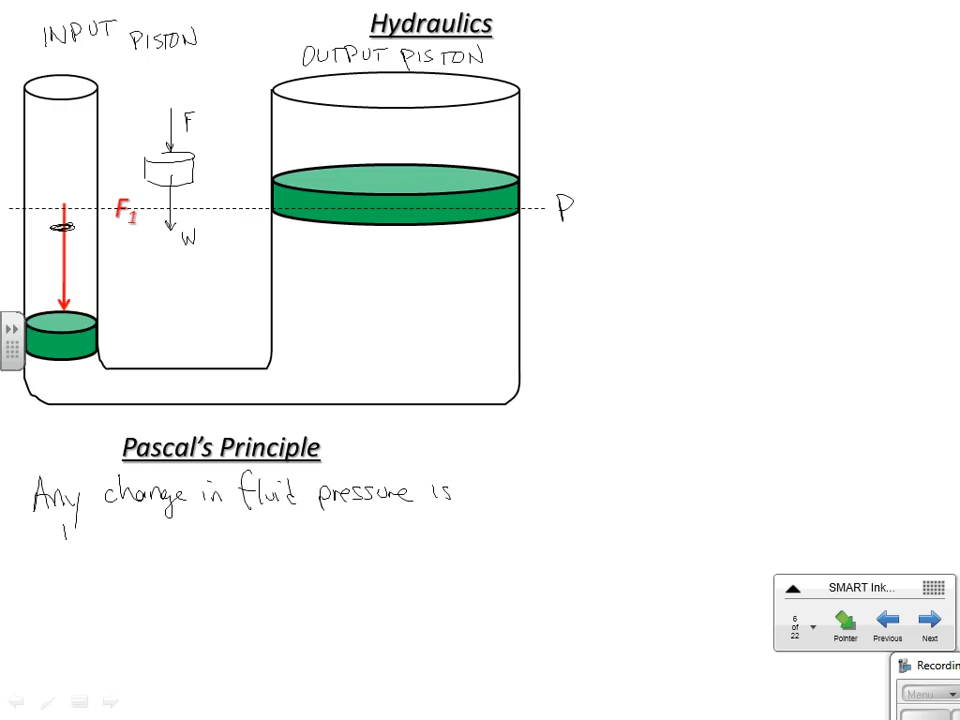 Hydraulics
INPUT PISTON
OUTPUT PISTON
F
F1
W
P
Pascal's Principle
Any change in fluid pressure is
SMART Ink...
6
of
22
Pointer
Previous
Next
Recordin
Menu